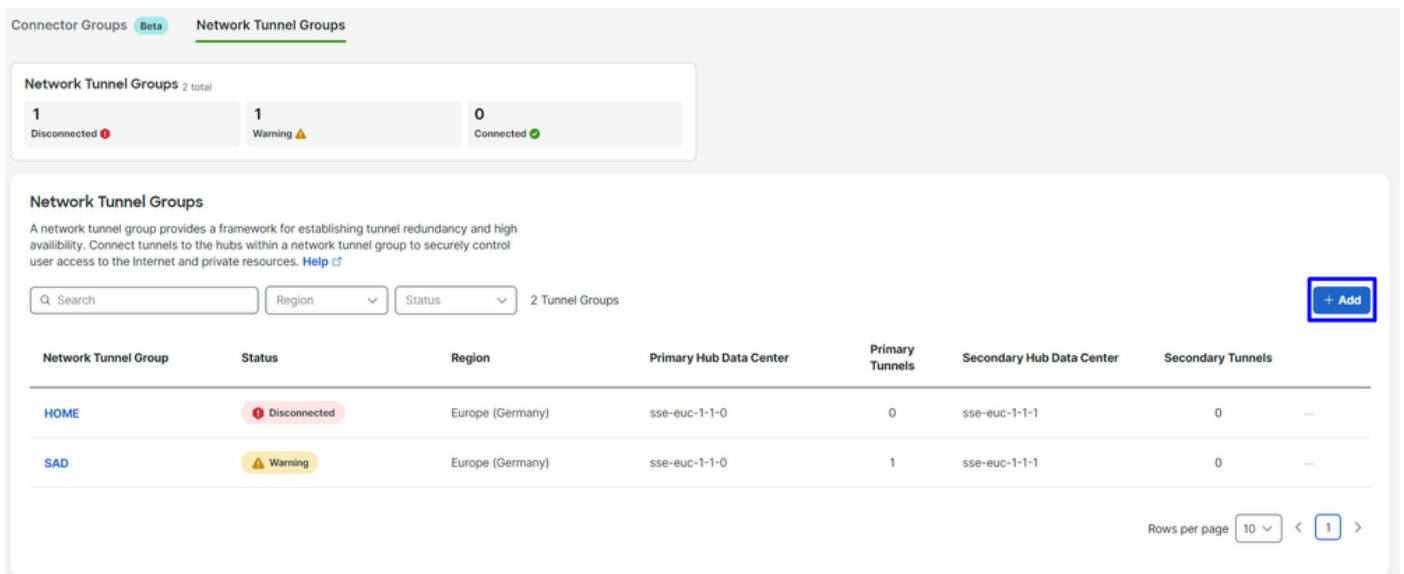 Connector Groups Beta Network Tunnel Groups
Network Tunnel Groups 2 total
1 1 0
Disconnected Warning Connected
Network Tunnel Groups
A network tunnel group provides a framework for establishing tunnel redundancy and high
availibility. Connect tunnels to the hubs within a network tunnel group to securely control
user access to the Internet and private resources. Help
Search Region Status 2 Tunnel Groups + Add
Network Tunnel Group Status Region Primary Hub Data Center Primary Tunnels Secondary Hub Data Center Secondary Tunnels
HOME Disconnected Europe (Germany) sse-euc-1-1-0 0 sse-euc-1-1-1 0 ...
SAD Warning Europe (Germany) sse-euc-1-1-0 1 sse-euc-1-1-1 0 ...
Rows per page 10 < 1 >